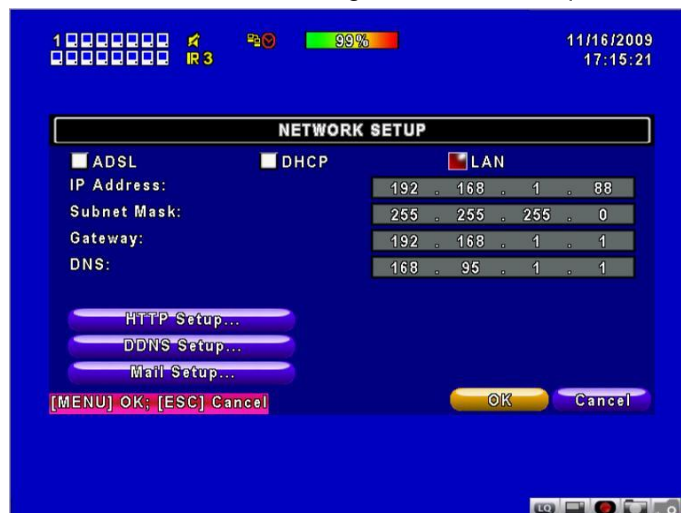 1
IR 3
99%
11/16/2009
17:15:21
NETWORK SETUP
ADSL DHCP LAN
IP Address: 192 . 168 . 1 . 88
Subnet Mask: 255 . 255 . 255 . 0
Gateway: 192 . 168 . 1 . 1
DNS: 168 . 95 . 1 . 1
HTTP Setup...
DDNS Setup...
Mail Setup...
[MENU] OK; [ESC] Cancel
OK Cancel
LQ